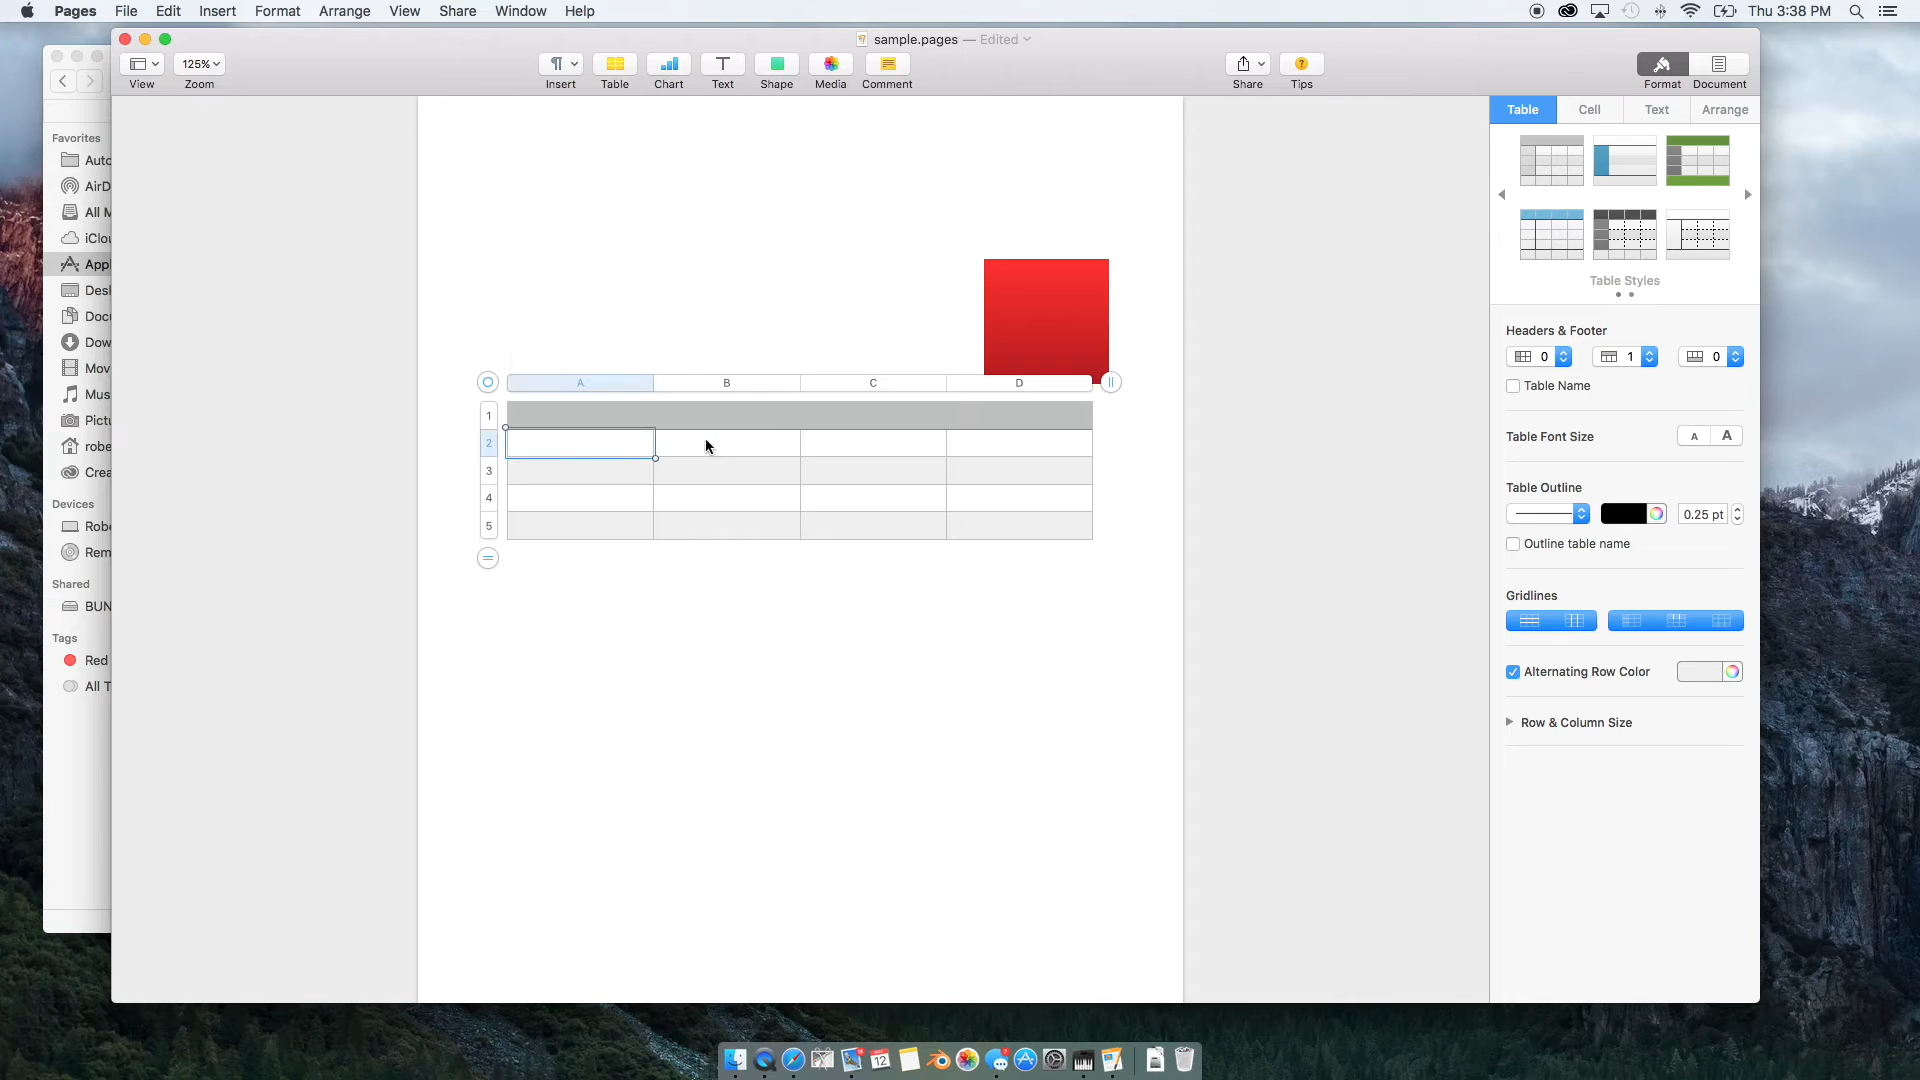 Pages File Edit Insert Format Arrange View Share Window Help
Thu 3:38 PM
sample.pages — Edited
125%
View Zoom
Insert Table Chart Text Shape Media Comment
Share Tips
Format Document
Favorites
Auto
AirD
All M
iClou
Appl
Desk
Docu
Dow
Mov
Mus
Pictu
robe
Crea
Devices
Robe
Rem
Shared
BUN
Tags
Red
All T
A B C D
1
2
3
4
5
Table Cell Text Arrange
Table Styles
Headers & Footer
0 1 0
Table Name
Table Font Size
A A
Table Outline
0.25 pt
Outline table name
Gridlines
Alternating Row Color
Row & Column Size
12